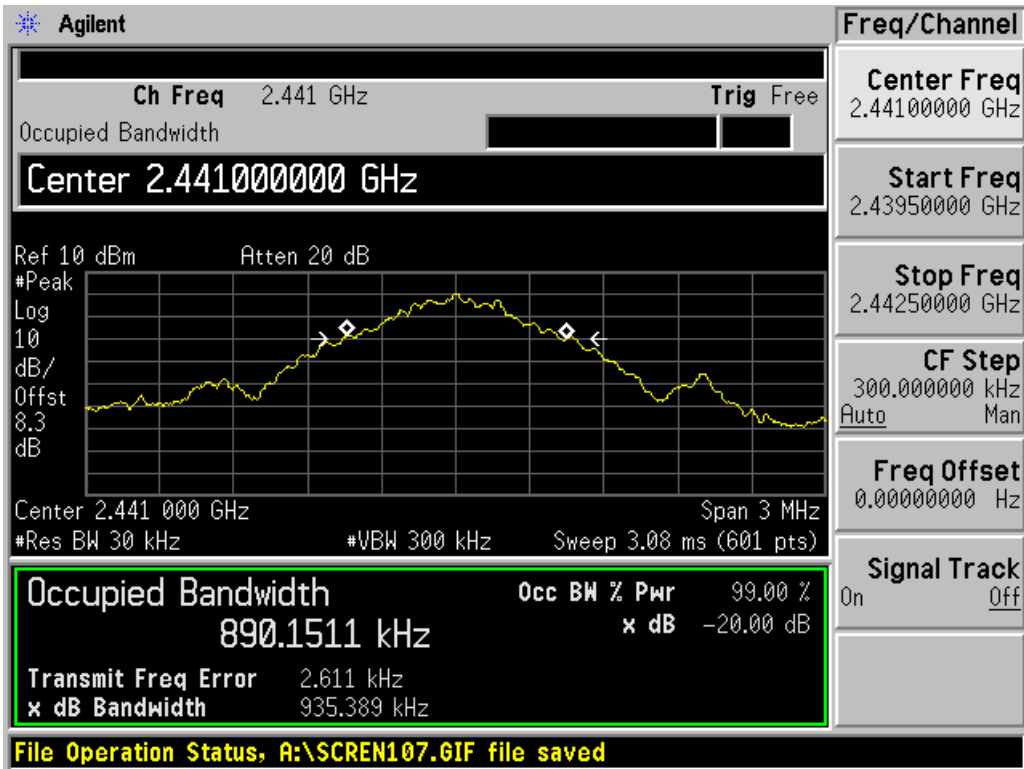 Agilent
Freq/Channel
Ch Freq 2.441 GHz
Trig Free
Occupied Bandwidth
Center 2.441000000 GHz
Ref 10 dBm
Atten 20 dB
#Peak
Log
10
dB/
Offst
8.3
dB
Center 2.441 000 GHz
Span 3 MHz
#Res BW 30 kHz
#VBW 300 kHz
Sweep 3.08 ms (601 pts)
Occupied Bandwidth
890.1511 kHz
Occ BW % Pwr 99.00 %
x dB -20.00 dB
Transmit Freq Error 2.611 kHz
x dB Bandwidth 935.389 kHz
File Operation Status, A:\SCREN107.GIF file saved
Center Freq
2.44100000 GHz
Start Freq
2.43950000 GHz
Stop Freq
2.44250000 GHz
CF Step
300.000000 kHz
Auto Man
Freq Offset
0.00000000 Hz
Signal Track
On Off